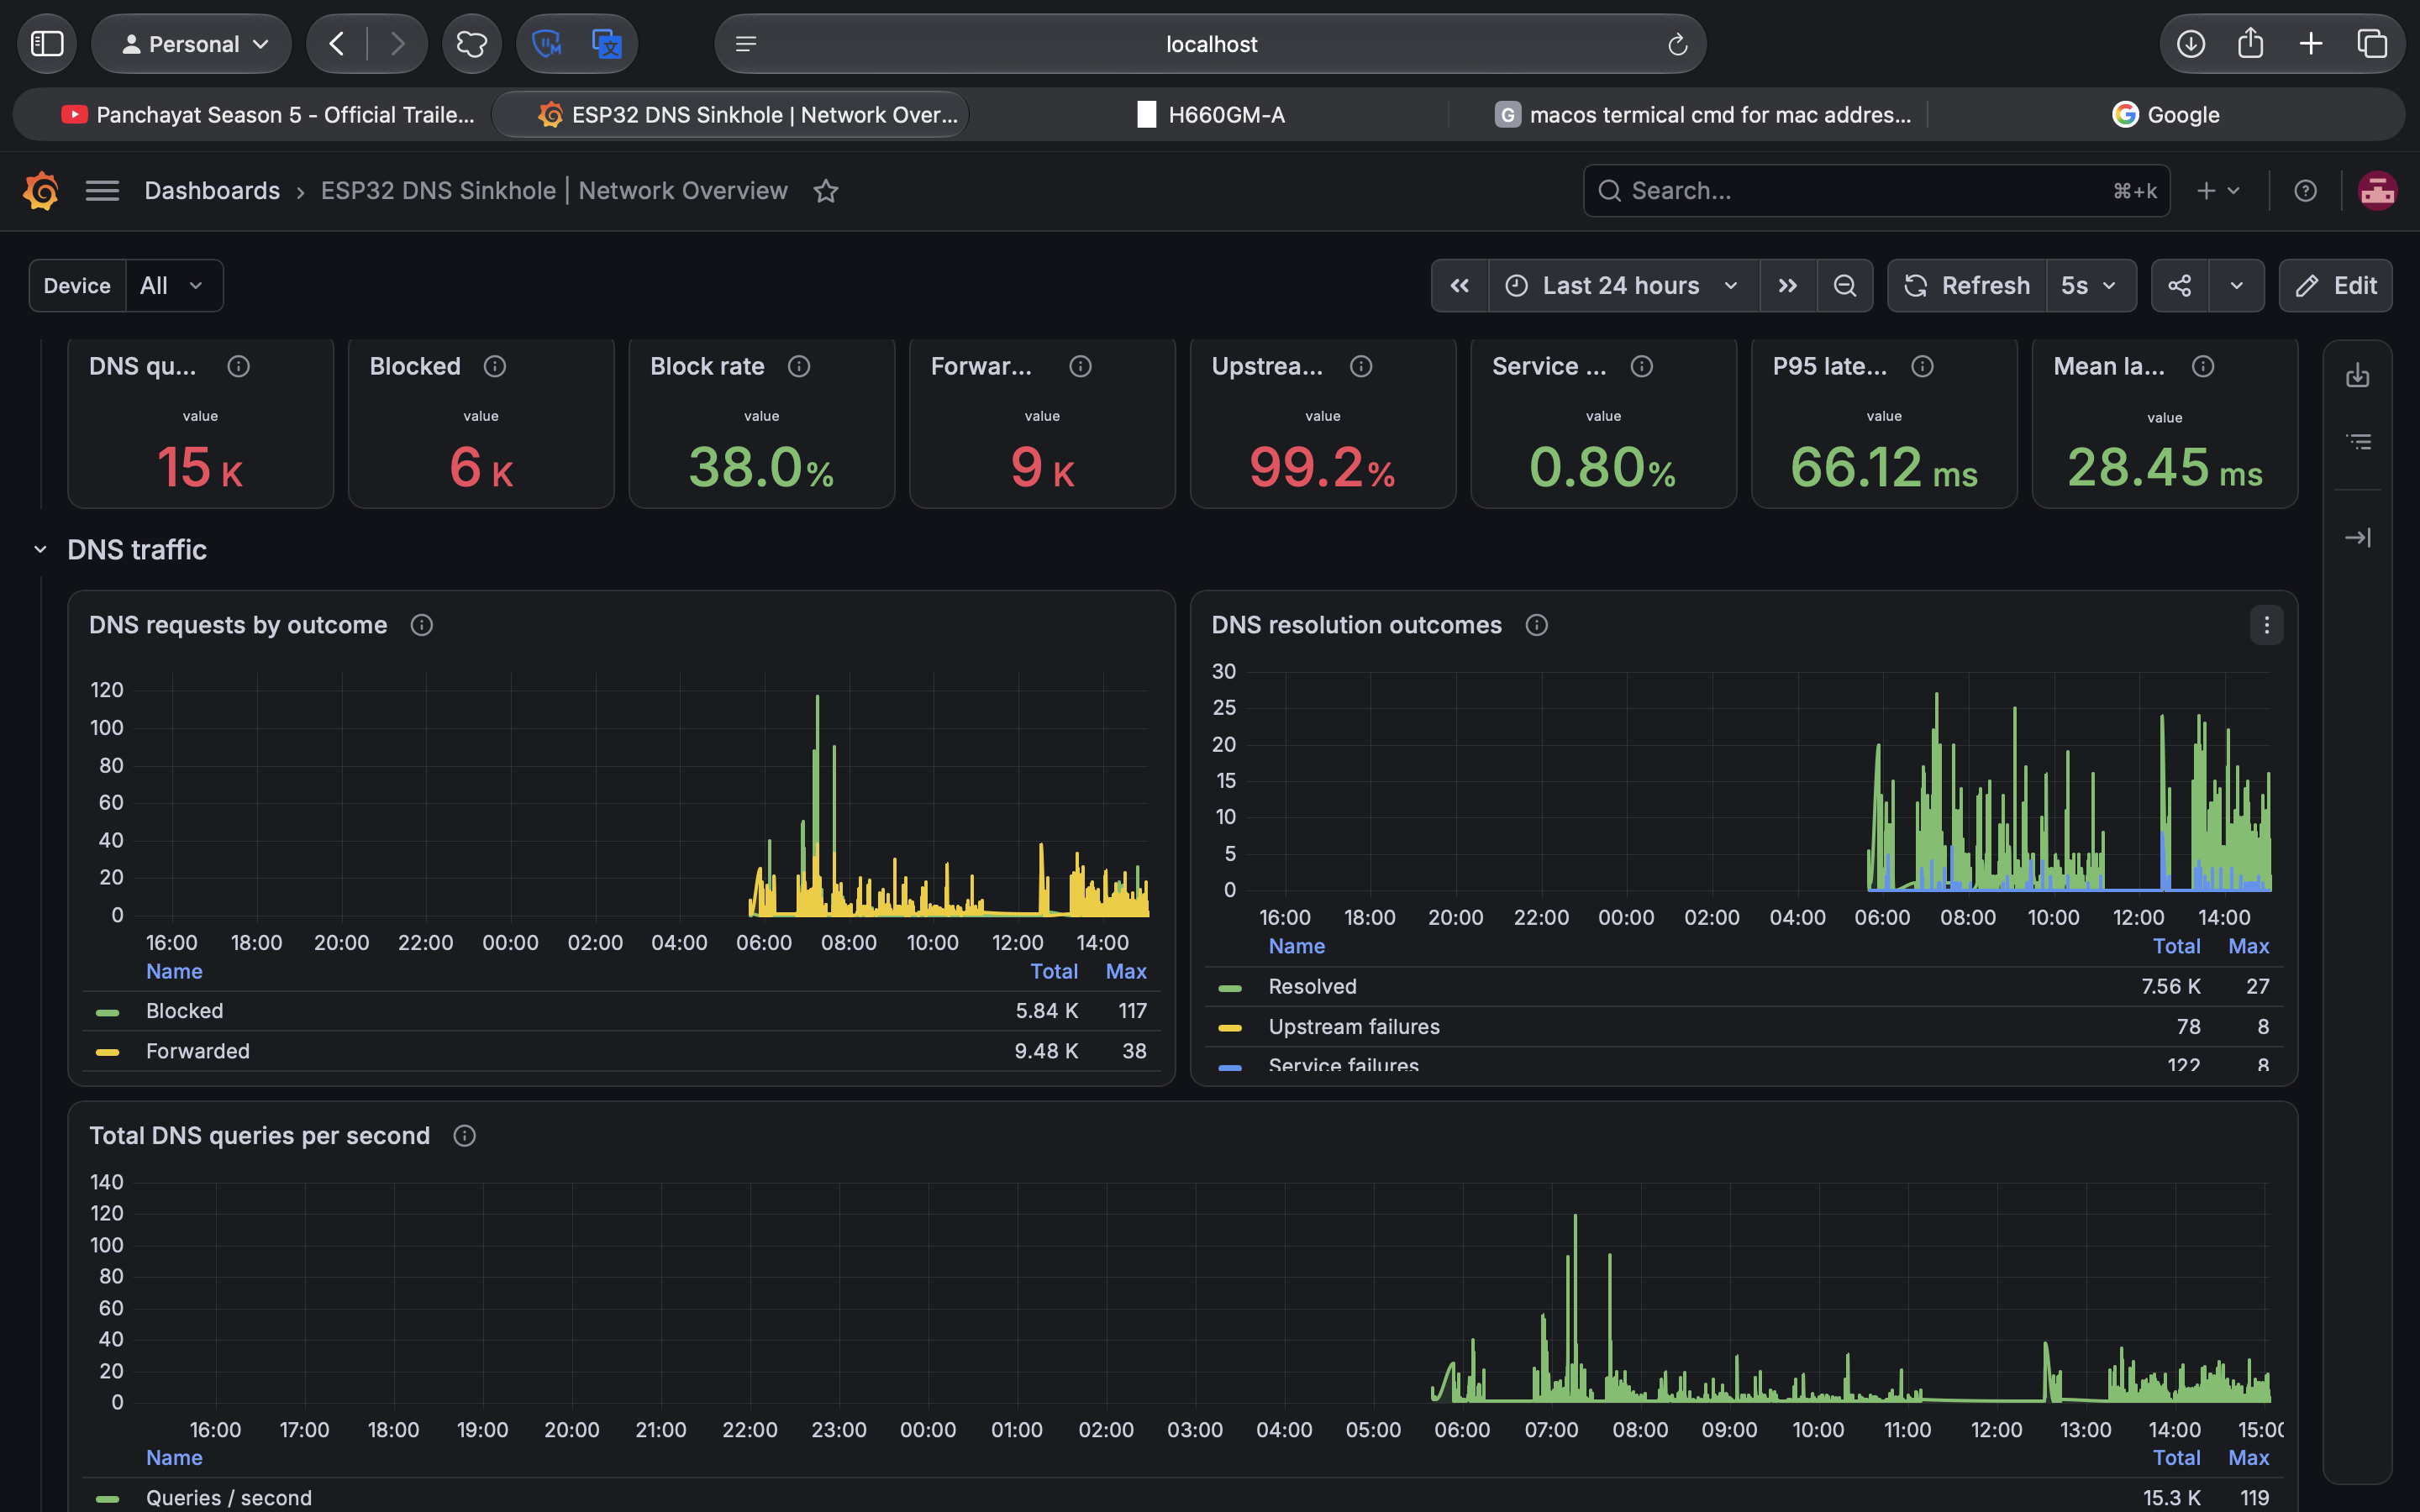 Personal
localhost
Panchayat Season 5 - Official Traile...
ESP32 DNS Sinkhole | Network Over...
H660GM-A
G macos termical cmd for mac addres...
Google
Dashboards › ESP32 DNS Sinkhole | Network Overview
Search...
⌘+k
Device All
Last 24 hours
Refresh 5s
Edit
DNS qu...
value
15 K
Blocked
value
6 K
Block rate
value
38.0%
Forwar...
value
9 K
Upstrea...
value
99.2%
Service ...
value
0.80%
P95 late...
value
66.12 ms
Mean la...
value
28.45 ms
DNS traffic
DNS requests by outcome
120
100
80
60
40
20
0
16:00 18:00 20:00 22:00 00:00 02:00 04:00 06:00 08:00 10:00 12:00 14:00
Name Total Max
Blocked 5.84 K 117
Forwarded 9.48 K 38
DNS resolution outcomes
30
25
20
15
10
5
0
16:00 18:00 20:00 22:00 00:00 02:00 04:00 06:00 08:00 10:00 12:00 14:00
Name Total Max
Resolved 7.56 K 27
Upstream failures 78 8
Service failures 122 8
Total DNS queries per second
140
120
100
80
60
40
20
0
16:00 17:00 18:00 19:00 20:00 21:00 22:00 23:00 00:00 01:00 02:00 03:00 04:00 05:00 06:00 07:00 08:00 09:00 10:00 11:00 12:00 13:00 14:00 15:00
Name Total Max
Queries / second 15.3 K 119